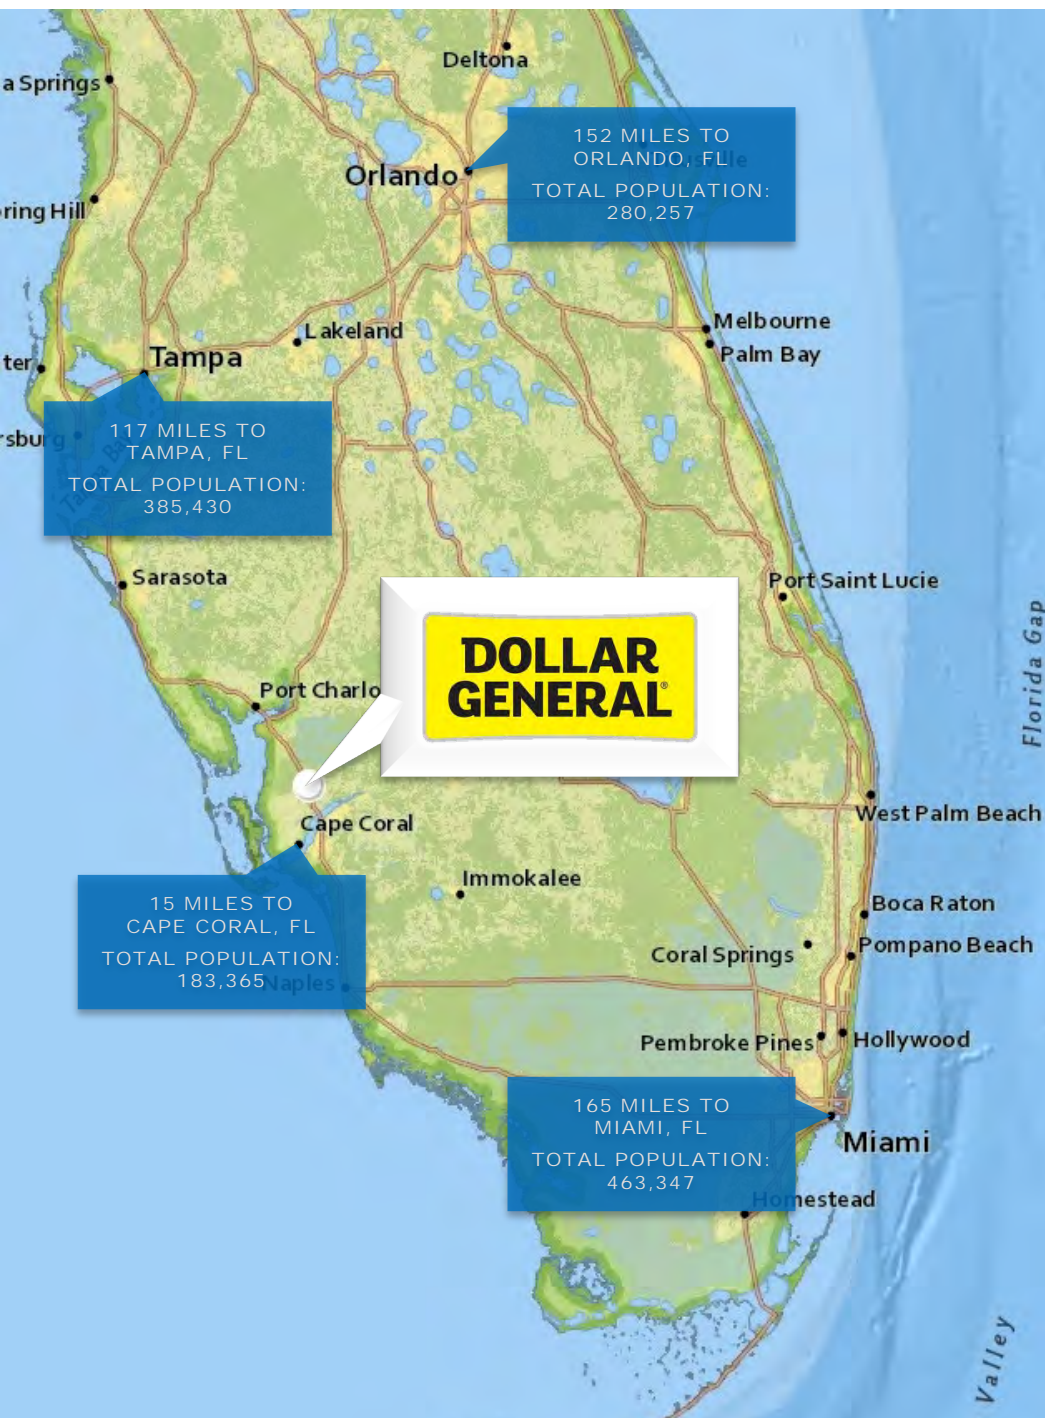 Deltona
a Springs
152 MILES TO
ORLANDO, FL
TOTAL POPULATION:
280,257
Orlando
ring Hill
Melbourne
Lakeland
Palm Bay
Tampa
ter
117 MILES TO
TAMPA, FL
TOTAL POPULATION:
385,430
rsburg
Tampa Ba
Sarasota
Port Saint Lucie
Florida Gap
DOLLAR
GENERAL®
Port Charlo
West Palm Beach
Cape Coral
Immokalee
15 MILES TO
CAPE CORAL, FL
TOTAL POPULATION:
183,365
Naples
Boca Raton
Pompano Beach
Coral Springs
Pembroke Pines
Hollywood
165 MILES TO
MIAMI, FL
TOTAL POPULATION:
463,347
Miami
Homestead
Valley